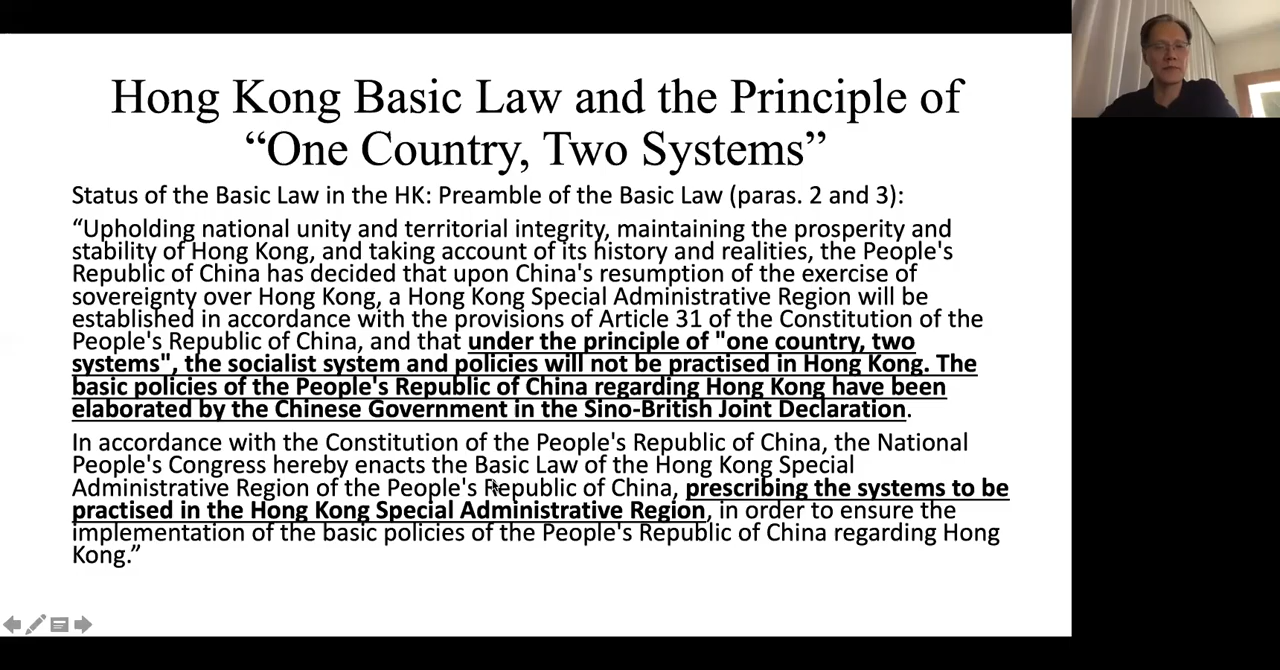 Hong Kong Basic Law and the Principle of
“One Country, Two Systems”
Status of the Basic Law in the HK: Preamble of the Basic Law (paras. 2 and 3):
“Upholding national unity and territorial integrity, maintaining the prosperity and
stability of Hong Kong, and taking account of its history and realities, the People's
Republic of China has decided that upon China's resumption of the exercise of
sovereignty over Hong Kong, a Hong Kong Special Administrative Region will be
established in accordance with the provisions of Article 31 of the Constitution of the
People's Republic of China, and that under the principle of "one country, two
systems", the socialist system and policies will not be practised in Hong Kong. The
basic policies of the People's Republic of China regarding Hong Kong have been
elaborated by the Chinese Government in the Sino-British Joint Declaration.
In accordance with the Constitution of the People's Republic of China, the National
People's Congress hereby enacts the Basic Law of the Hong Kong Special
Administrative Region of the People's Republic of China, prescribing the systems to be
practised in the Hong Kong Special Administrative Region, in order to ensure the
implementation of the basic policies of the People's Republic of China regarding Hong
Kong.”